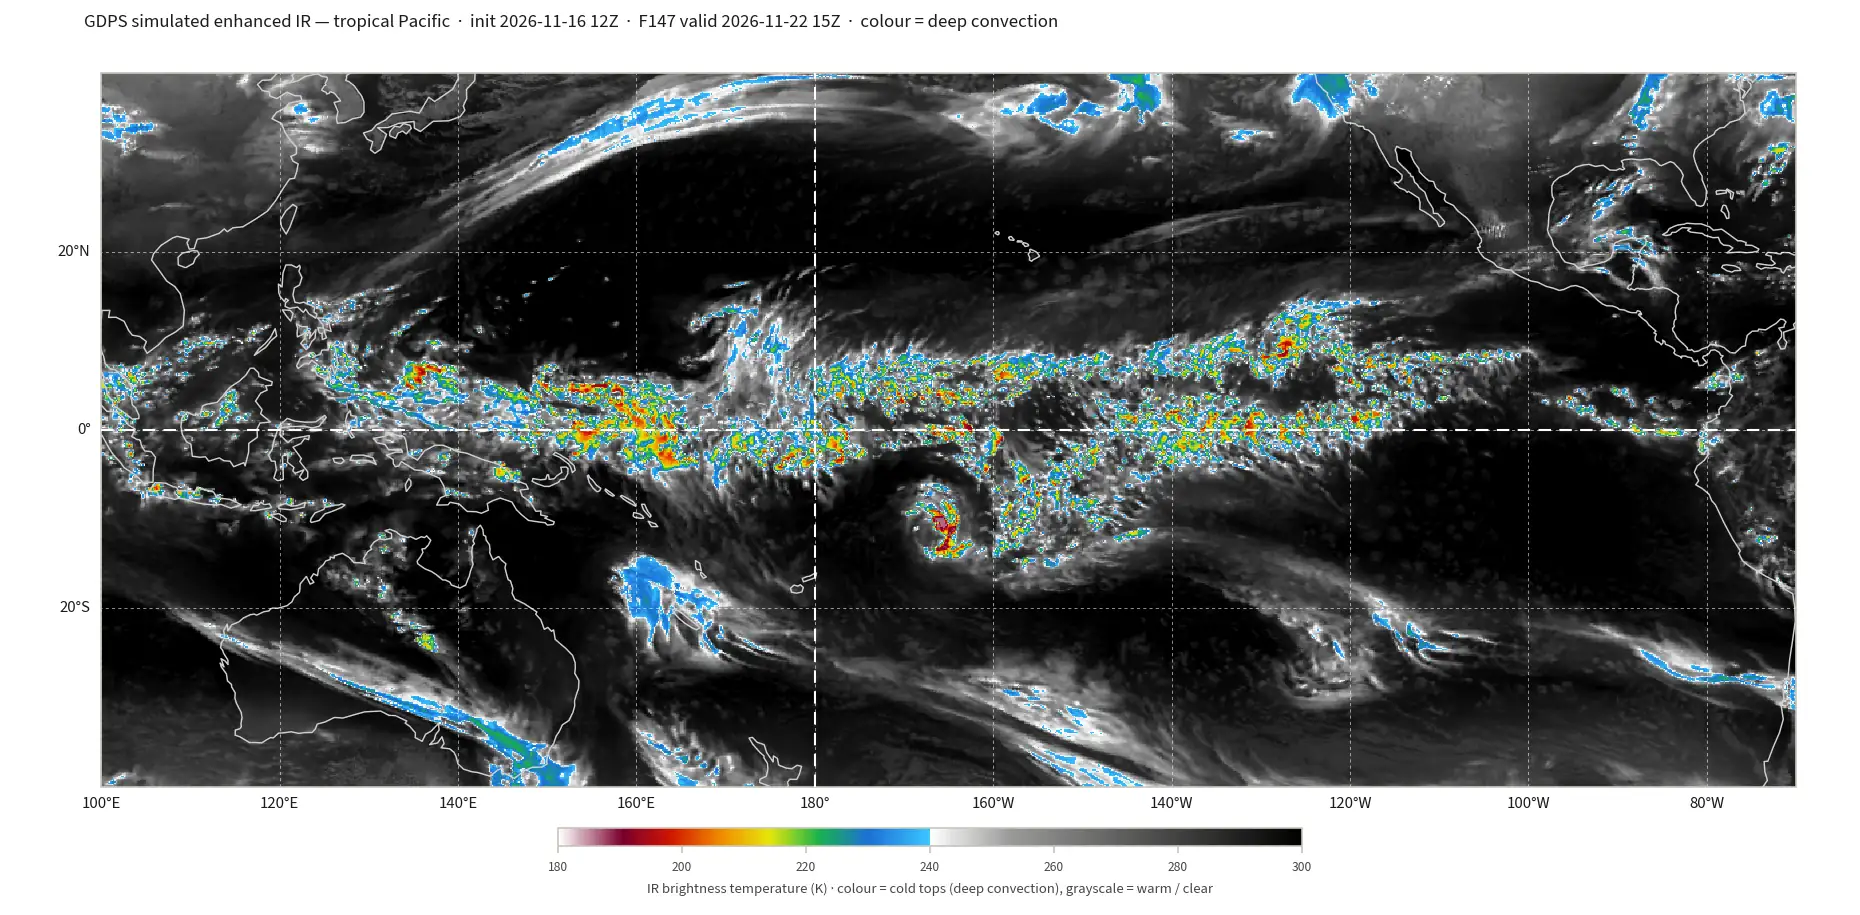 GDPS simulated enhanced IR — tropical Pacific · init 2026-11-16 12Z · F147 valid 2026-11-22 15Z · colour = deep convection
20°N
0°
20°S
100°E 120°E 140°E 160°E 180° 160°W 140°W 120°W 100°W 80°W
180 200 220 240 260 280 300
IR brightness temperature (K) · colour = cold tops (deep convection), grayscale = warm / clear